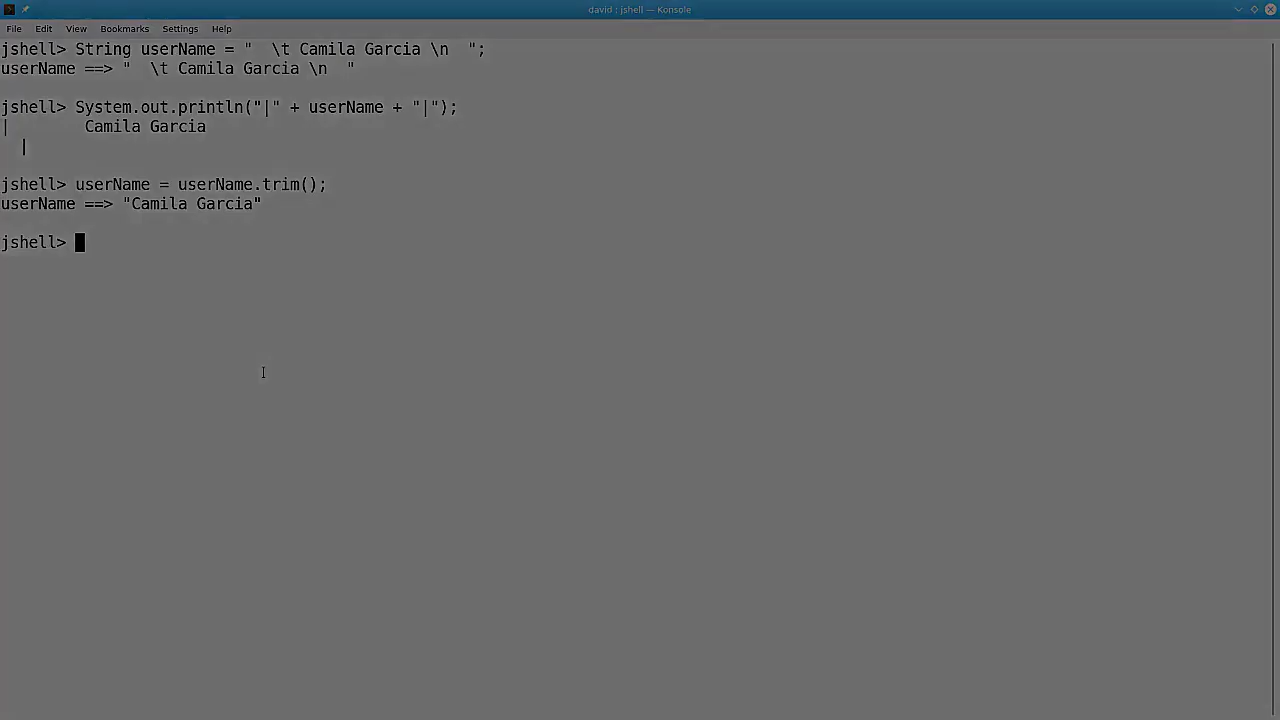 david : jshell — Konsole
File Edit View Bookmarks Settings Help
jshell> String userName = "  \t Camila Garcia \n  ";
userName ==> "  \t Camila Garcia \n  "
jshell> System.out.println("|" + userName + "|");
|        Camila Garcia
  |
jshell> userName = userName.trim();
userName ==> "Camila Garcia"
jshell>